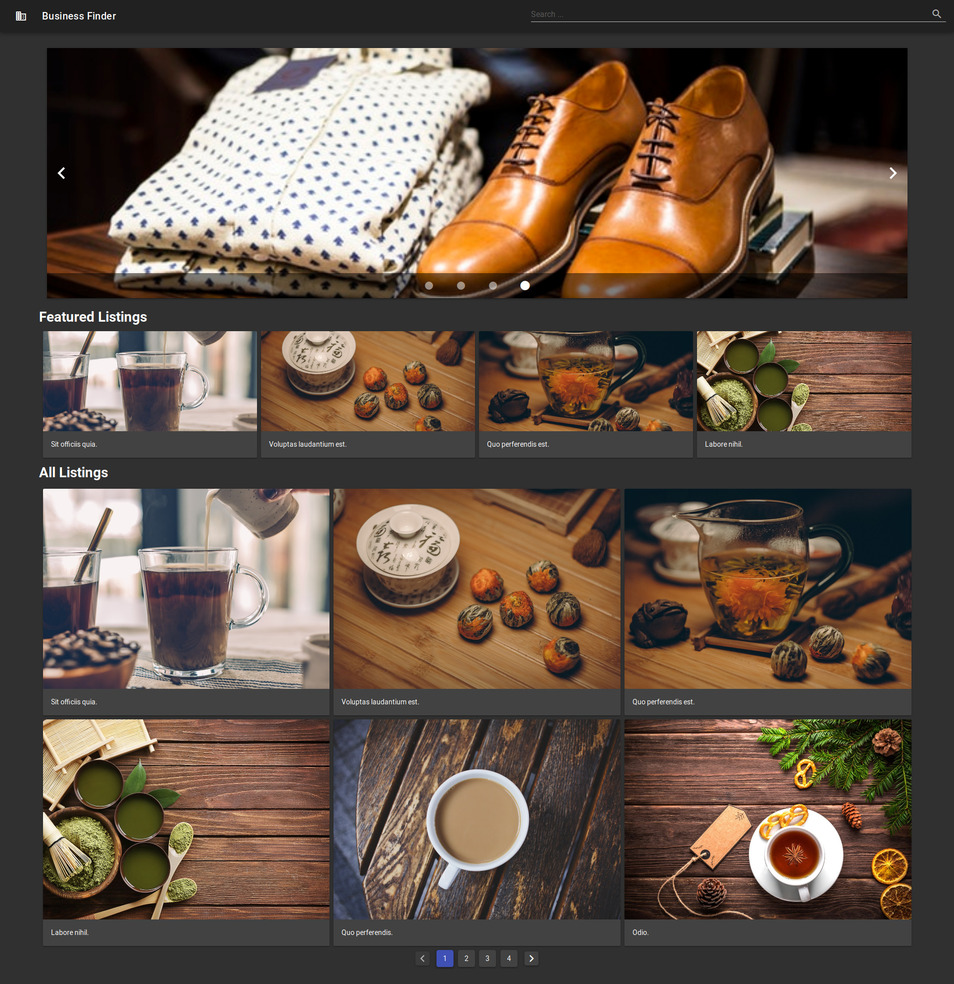 Business Finder
Search ...
Featured Listings
Sit officiis quia.
Voluptas laudantium est.
Quo perferendis est.
Labore nihil.
All Listings
Sit officiis quia.
Voluptas laudantium est.
Quo perferendis est.
Labore nihil.
Quo perferendis.
Odio.
1 2 3 4